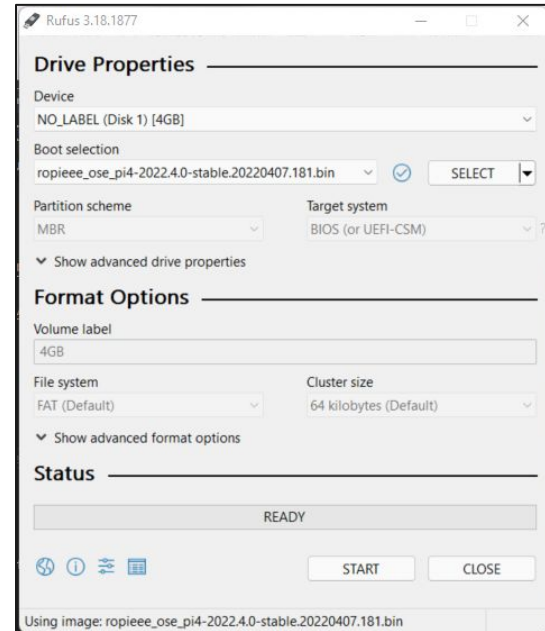 Rufus 3.18.1877
Drive Properties
Device
NO_LABEL (Disk 1) [4GB]
Boot selection
ropieee_ose_pi4-2022.4.0-stable.20220407.181.bin
SELECT
Partition scheme Target system
MBR BIOS (or UEFI-CSM) ?
Show advanced drive properties
Format Options
Volume label
4GB
File system Cluster size
FAT (Default) 64 kilobytes (Default)
Show advanced format options
Status
READY
START CLOSE
Using image: ropieee_ose_pi4-2022.4.0-stable.20220407.181.bin